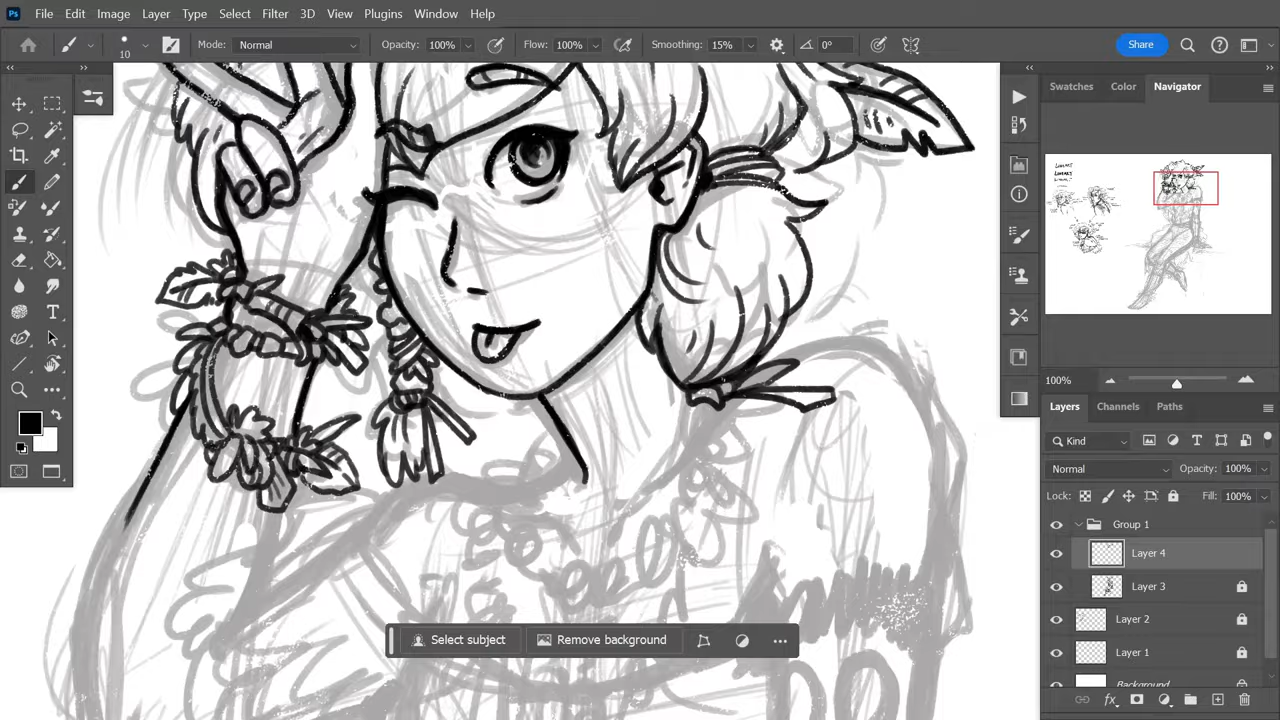 Ps File Edit Image Layer Type Select Filter 3D View Plugins Window Help
10 Mode: Normal Opacity: 100% Flow: 100% Smoothing: 15% 0° Share
Swatches Color Navigator
100%
Layers Channels Paths
Kind
Normal Opacity: 100%
Lock: Fill: 100%
Group 1
Layer 4
Layer 3
Layer 2
Layer 1
Background
Select subject Remove background